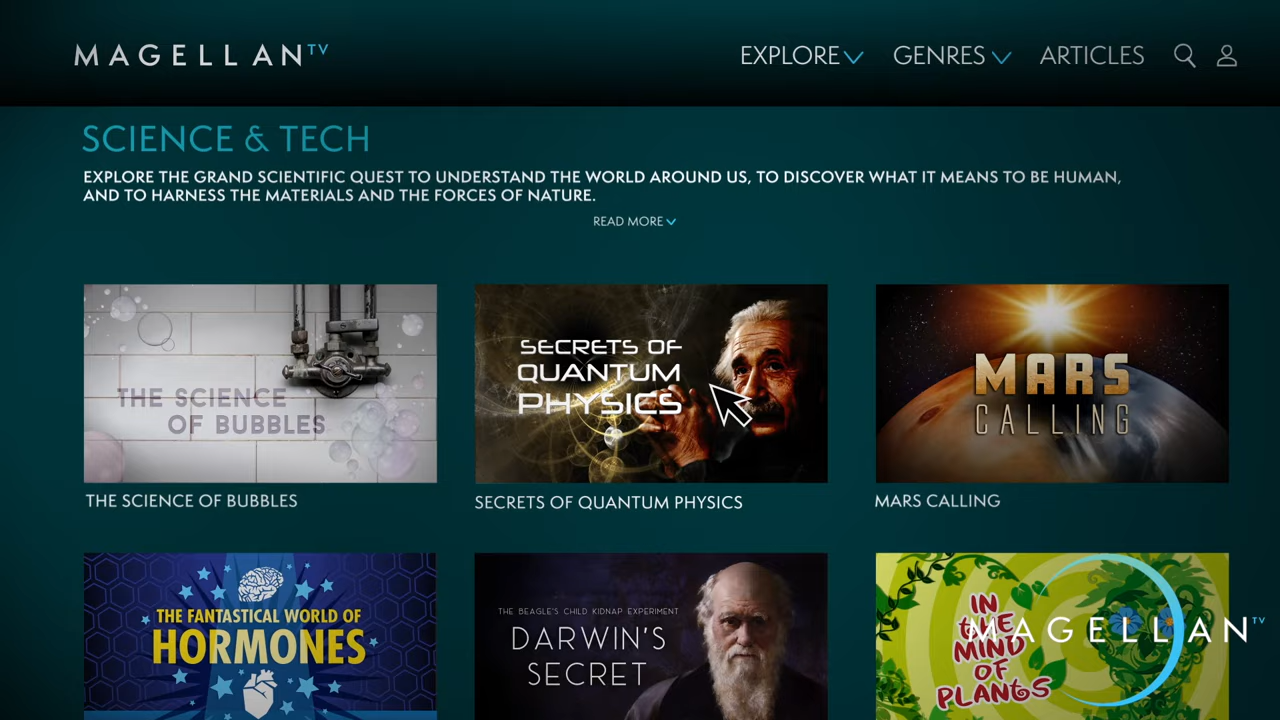 MAGELLAN TV
EXPLORE GENRES ARTICLES
SCIENCE & TECH
EXPLORE THE GRAND SCIENTIFIC QUEST TO UNDERSTAND THE WORLD AROUND US, TO DISCOVER WHAT IT MEANS TO BE HUMAN,
AND TO HARNESS THE MATERIALS AND THE FORCES OF NATURE.
READ MORE
THE SCIENCE
OF BUBBLES
THE SCIENCE OF BUBBLES
SECRETS OF
QUANTUM
PHYSICS
SECRETS OF QUANTUM PHYSICS
MARS
CALLING
MARS CALLING
THE FANTASTICAL WORLD OF
HORMONES
THE BEAGLE'S CHILD KIDNAP EXPERIMENT
DARWIN'S
SECRET
IN
THE
MIND
OF
PLANTS
MAGELLAN TV